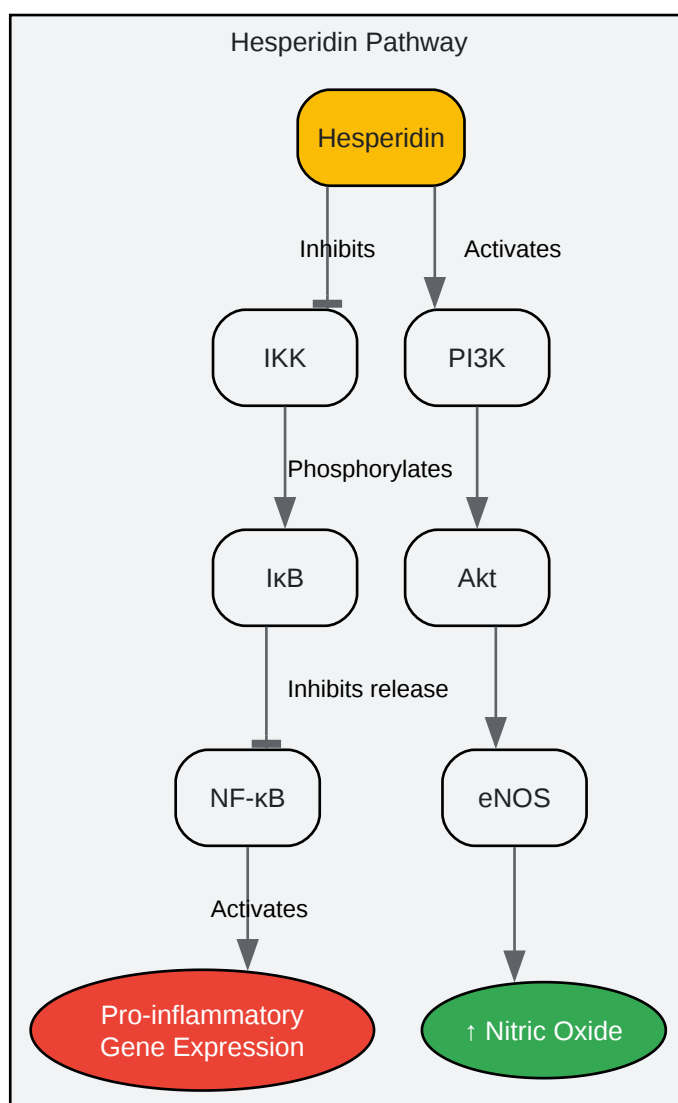 Hesperidin Pathway
Hesperidin
Inhibits
Activates
IKK
PI3K
Phosphorylates
IκB
Akt
Inhibits release
NF-κB
eNOS
Activates
Pro-inflammatory
Gene Expression
↑ Nitric Oxide